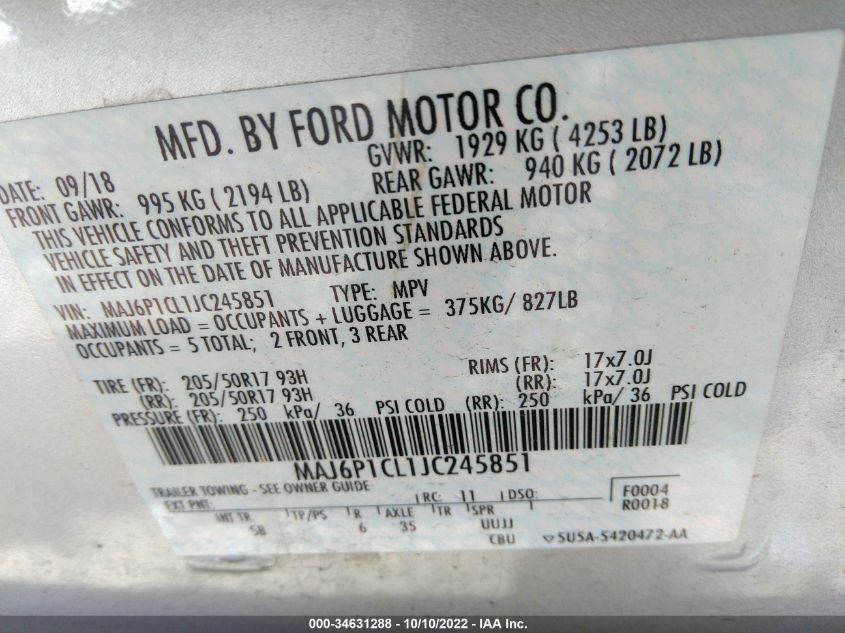 MFD. BY FORD MOTOR CO.
DATE: 09/18 GVWR: 1929 KG ( 4253 LB)
FRONT GAWR: 995 KG ( 2194 LB) REAR GAWR: 940 KG ( 2072 LB)
THIS VEHICLE CONFORMS TO ALL APPLICABLE FEDERAL MOTOR
VEHICLE SAFETY AND THEFT PREVENTION STANDARDS
IN EFFECT ON THE DATE OF MANUFACTURE SHOWN ABOVE.
VIN: MAJ6P1CL1JC245851 TYPE: MPV
MAXIMUM LOAD = OCCUPANTS + LUGGAGE = 375KG/ 827LB
OCCUPANTS = 5 TOTAL; 2 FRONT, 3 REAR
TIRE (FR): 205/50R17 93H RIMS (FR): 17x7.0J
(RR): 205/50R17 93H (RR): 17x7.0J
PRESSURE (FR): 250 kPa/ 36 PSI COLD (RR): 250 kPa/ 36 PSI COLD
MAJ6P1CL1JC245851
TRAILER TOWING - SEE OWNER GUIDE
EXT PNT: RC: 11 DSO: F0004
R0018
INT TR TP/PS R AXLE TR SPR
5B 6 35 UUJJ
CBU 5U5A-5420472-AA
000-34631288 - 10/10/2022 - IAA Inc.